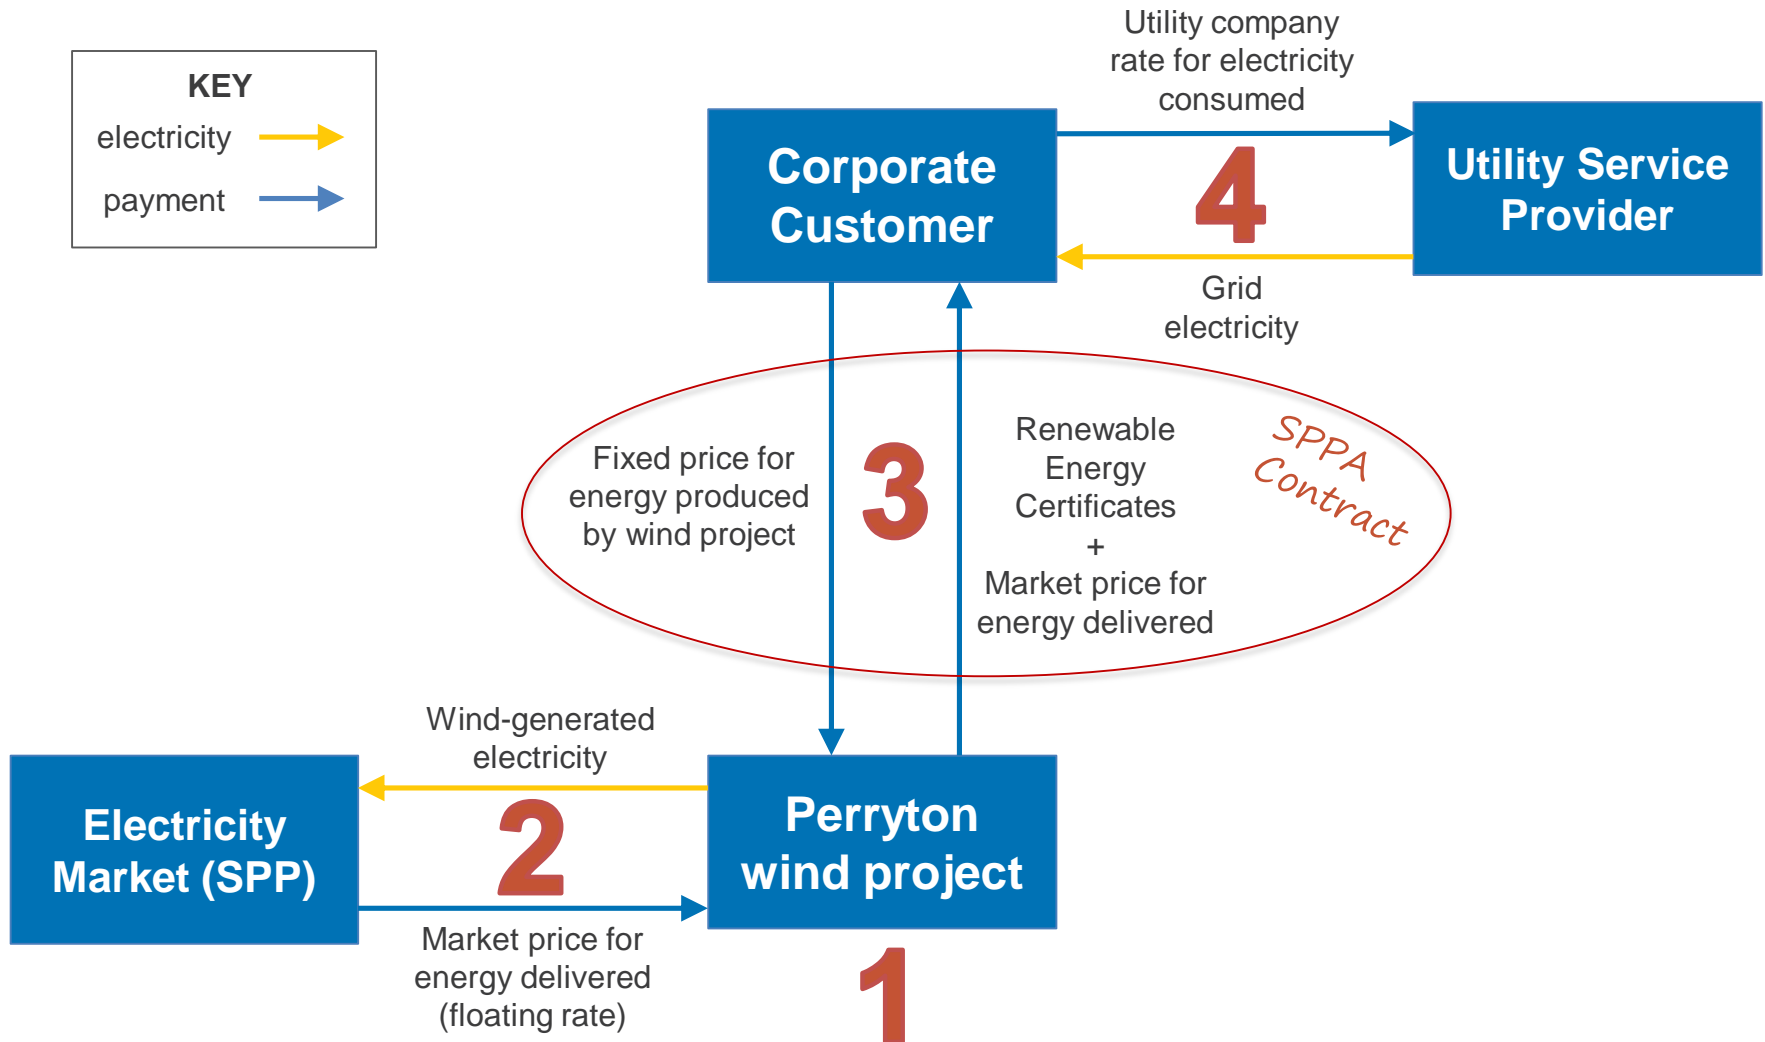 KEY
electricity
payment
Utility company
rate for electricity
consumed
Corporate
Customer
4
Utility Service
Provider
Grid
electricity
Fixed price for
energy produced
by wind project
3
Renewable
Energy
Certificates
+
Market price for
energy delivered
SPPA
Contract
Wind-generated
electricity
Electricity
Market (SPP)
2
Perryton
wind project
Market price for
energy delivered
(floating rate)
1